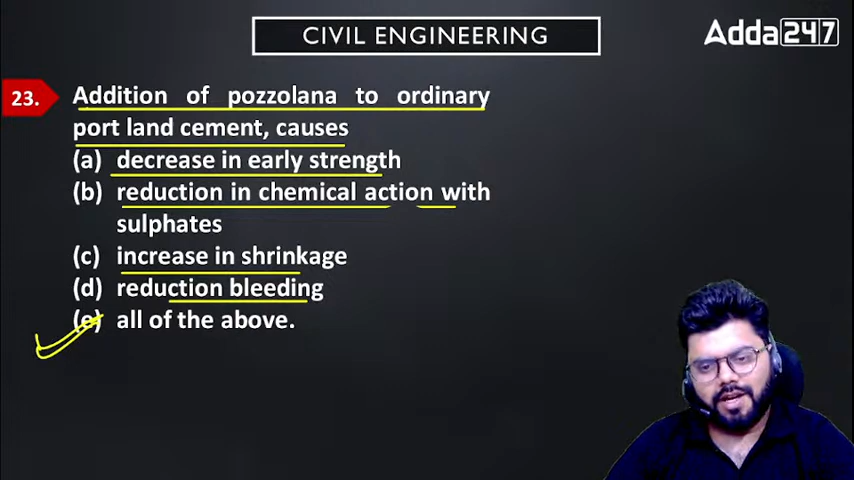 CIVIL ENGINEERING
Adda247
23.
Addition of pozzolana to ordinary
port land cement, causes
(a) decrease in early strength
(b) reduction in chemical action with
sulphates
(c) increase in shrinkage
(d) reduction bleeding
(e) all of the above.